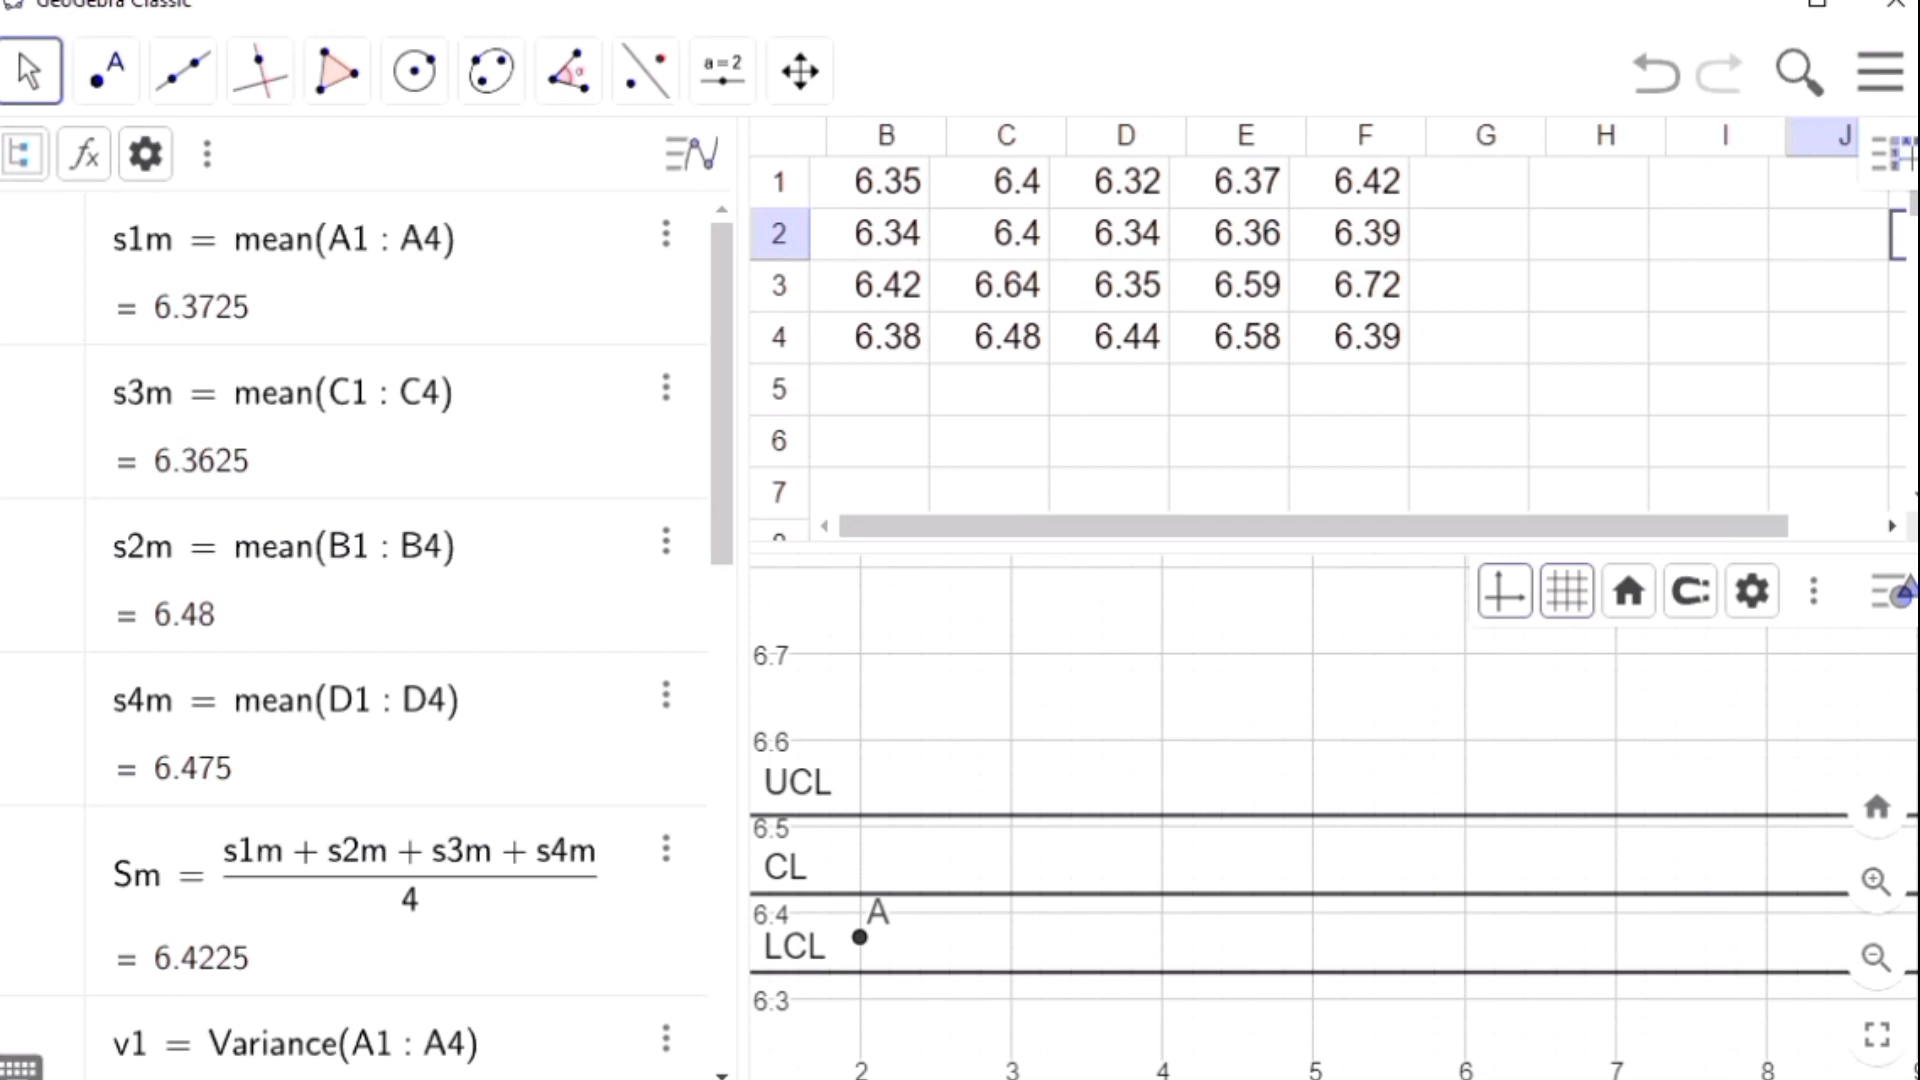 GeoGebra Classic
A
α
a = 2
fx
s1m = mean(A1 : A4)
= 6.3725
s3m = mean(C1 : C4)
= 6.3625
s2m = mean(B1 : B4)
= 6.48
s4m = mean(D1 : D4)
= 6.475
Sm = s1m + s2m + s3m + s4m
4
= 6.4225
v1 = Variance(A1 : A4)
B C D E F G H I J
1 6.35 6.4 6.32 6.37 6.42
2 6.34 6.4 6.34 6.36 6.39
3 6.42 6.64 6.35 6.59 6.72
4 6.38 6.48 6.44 6.58 6.39
5
6
7
6.7
6.6
UCL
6.5
CL
6.4 A
LCL
6.3
2 3 4 5 6 7 8